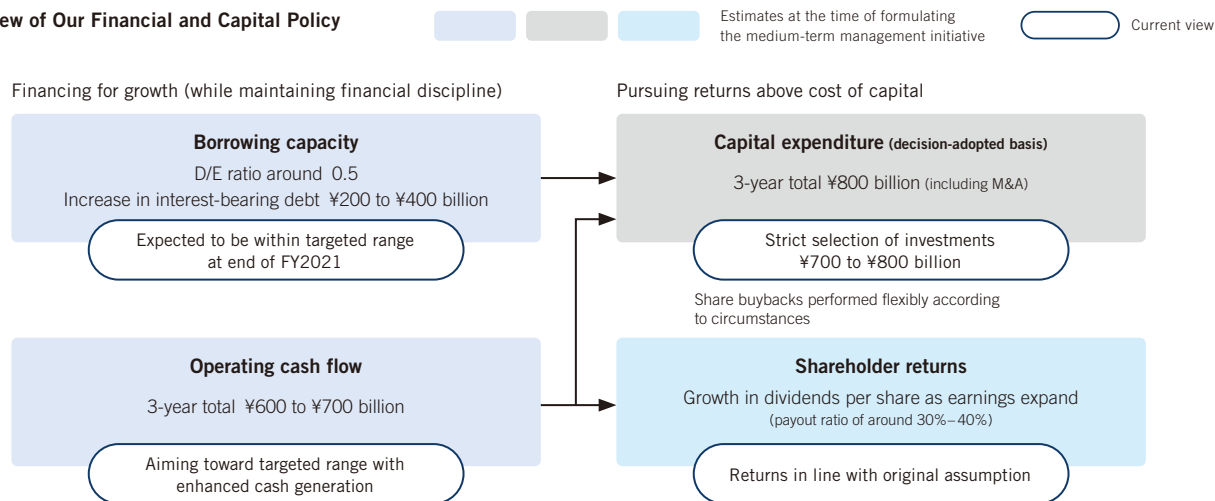 ew of Our Financial and Capital Policy
Estimates at the time of formulating
the medium-term management initiative
Current view
Financing for growth (while maintaining financial discipline)
Borrowing capacity
D/E ratio around 0.5
Increase in interest-bearing debt ¥200 to ¥400 billion
Expected to be within targeted range
at end of FY2021
Operating cash flow
3-year total ¥600 to ¥700 billion
Aiming toward targeted range with
enhanced cash generation
Pursuing returns above cost of capital
Capital expenditure (decision-adopted basis)
3-year total ¥800 billion (including M&A)
Strict selection of investments
¥700 to ¥800 billion
Share buybacks performed flexibly according
to circumstances
Shareholder returns
Growth in dividends per share as earnings expand
(payout ratio of around 30%–40%)
Returns in line with original assumption